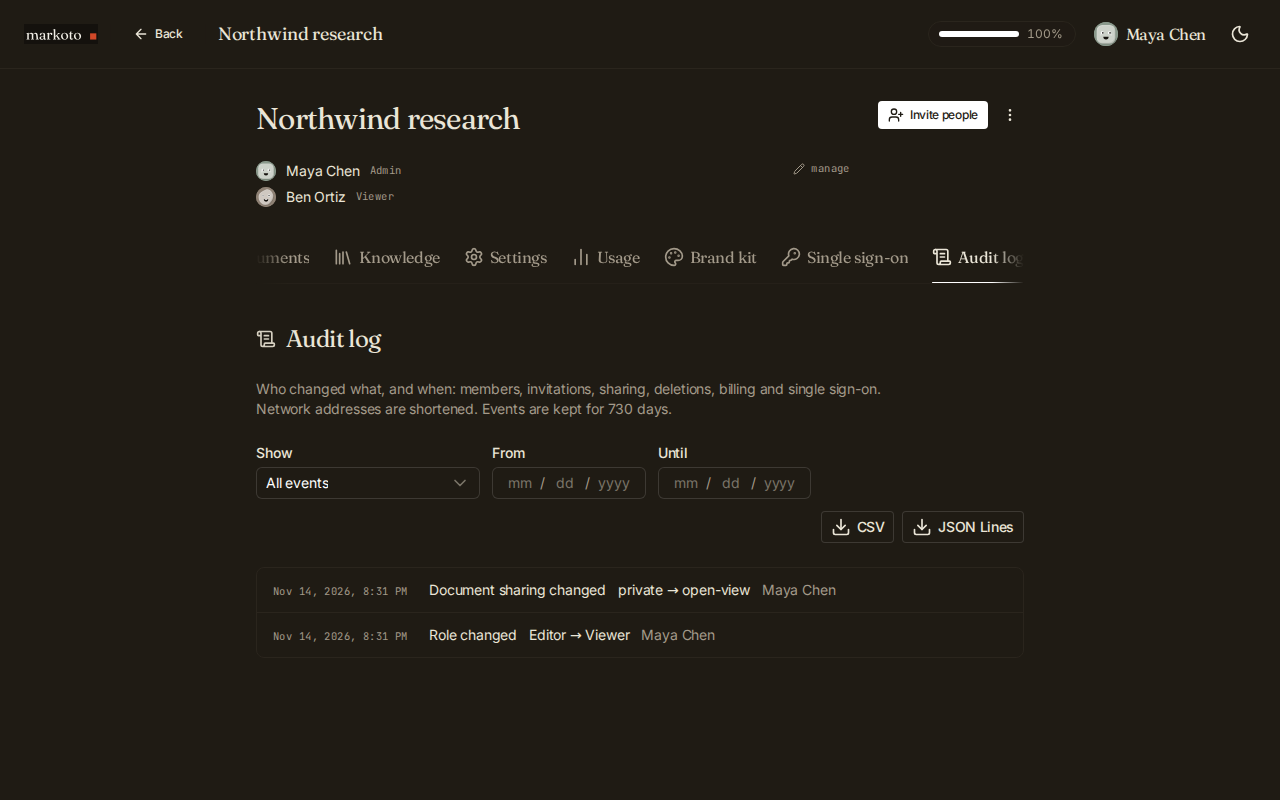 markoto
Back
Northwind research
100%
Maya Chen
Northwind research
Invite people
Maya Chen Admin
manage
Ben Ortiz Viewer
Knowledge Settings Usage Brand kit Single sign-on Audit log
Audit log
Who changed what, and when: members, invitations, sharing, deletions, billing and single sign-on.
Network addresses are shortened. Events are kept for 730 days.
Show From Until
All events mm / dd / yyyy mm / dd / yyyy
CSV JSON Lines
Nov 14, 2026, 8:31 PM Document sharing changed private → open-view Maya Chen
Nov 14, 2026, 8:31 PM Role changed Editor → Viewer Maya Chen